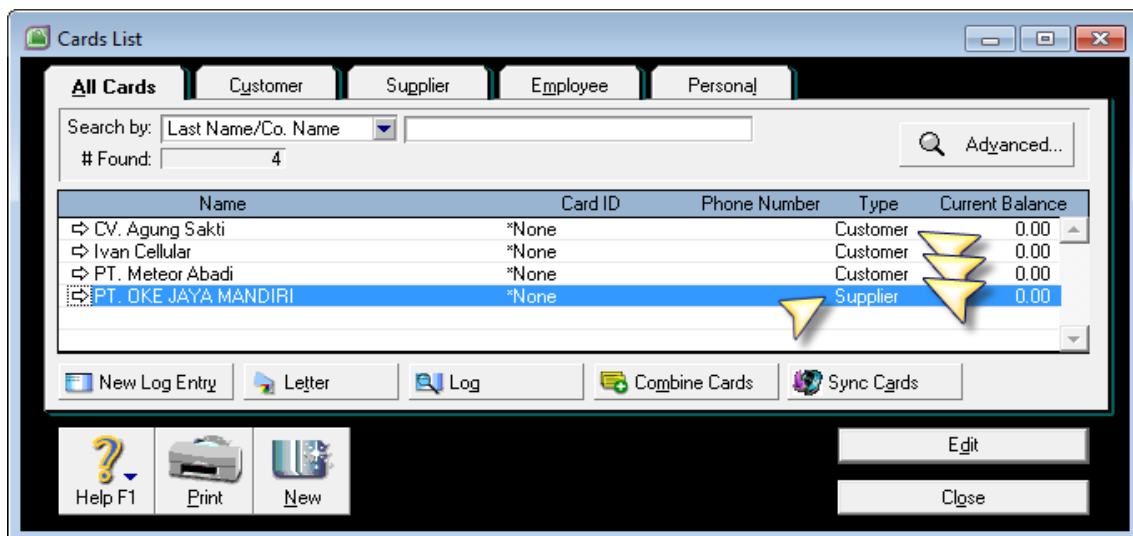 Cards List
All Cards Customer Supplier Employee Personal
Search by: Last Name/Co. Name
# Found: 4
Advanced...
Name Card ID Phone Number Type Current Balance
CV. Agung Sakti *None Customer 0.00
Ivan Cellular *None Customer 0.00
PT. Meteor Abadi *None Customer 0.00
PT. OKE JAYA MANDIRI *None Supplier 0.00
New Log Entry Letter Log Combine Cards Sync Cards
Help F1 Print New
Edit
Close